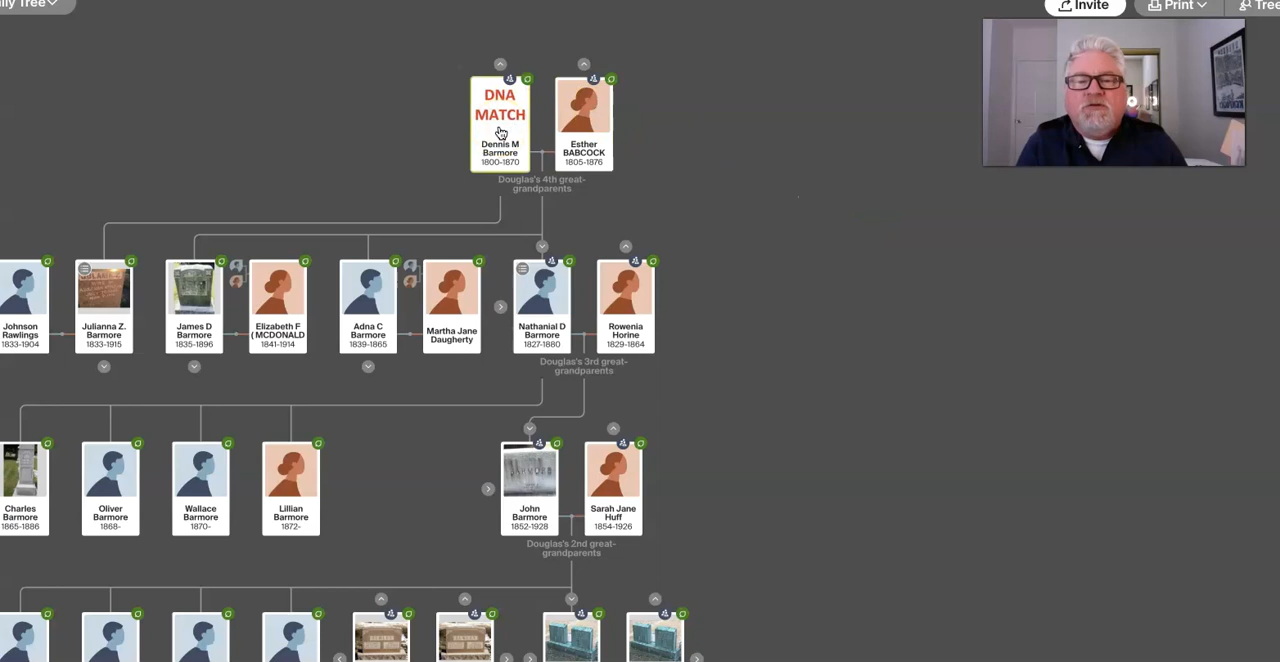 ly Tree
Invite
Print
Tree
DNA
MATCH
Dennis M
Barmore
1800-1870
Esther
BABCOCK
1805-1876
Douglas's 4th great-
grandparents
Johnson
Rawlings
1833-1904
Julianna Z.
Barmore
1833-1915
James D
Barmore
1835-1896
Elizabeth F
( MCDONALD
1841-1914
Adna C
Barmore
1839-1865
Martha Jane
Daugherty
Nathanial D
Barmore
1827-1880
Rowenia
Horine
1829-1864
Douglas's 3rd great-
grandparents
Charles
Barmore
1865-1886
Oliver
Barmore
1868-
Wallace
Barmore
1870-
Lillian
Barmore
1872-
BARMORE
John
Barmore
1852-1928
Sarah Jane
Huff
1854-1926
Douglas's 2nd great-
grandparents